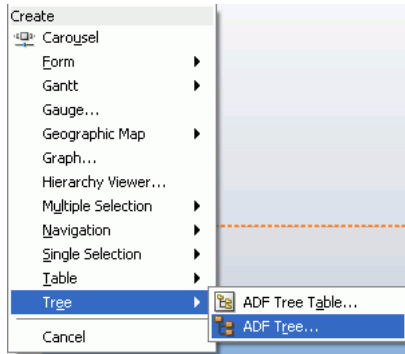 Create
Carousel
Form
Gantt
Gauge...
Geographic Map
Graph...
Hierarchy Viewer...
Multiple Selection
Navigation
Single Selection
Table
Tree
ADF Tree Table...
ADF Tree...
Cancel